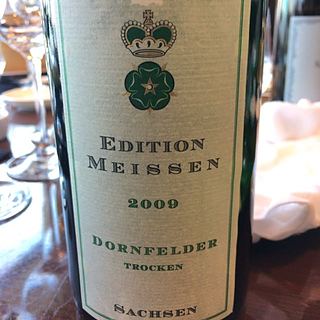 EDITION
MEISSEN
2009
DORNFELDER
TROCKEN
SACHSEN